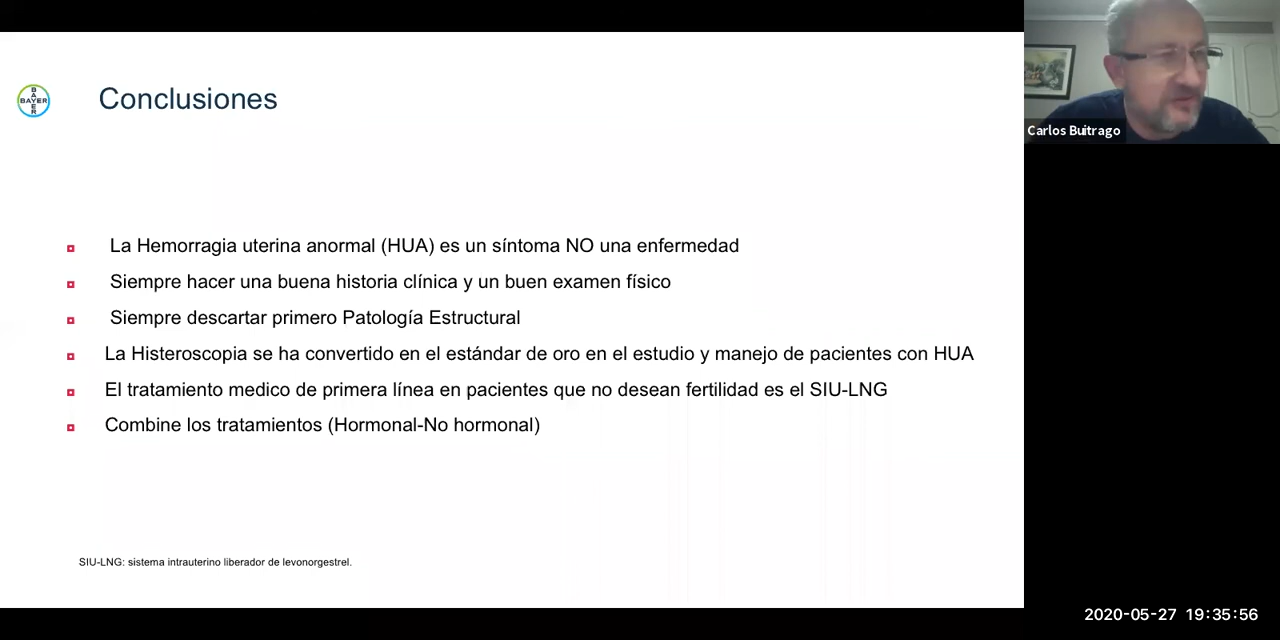 BAYER
BAYER
Conclusiones
La Hemorragia uterina anormal (HUA) es un síntoma NO una enfermedad
Siempre hacer una buena historia clínica y un buen examen físico
Siempre descartar primero Patología Estructural
La Histeroscopia se ha convertido en el estándar de oro en el estudio y manejo de pacientes con HUA
El tratamiento medico de primera línea en pacientes que no desean fertilidad es el SIU-LNG
Combine los tratamientos (Hormonal-No hormonal)
SIU-LNG: sistema intrauterino liberador de levonorgestrel.
Carlos Buitrago
2020-05-27 19:35:56